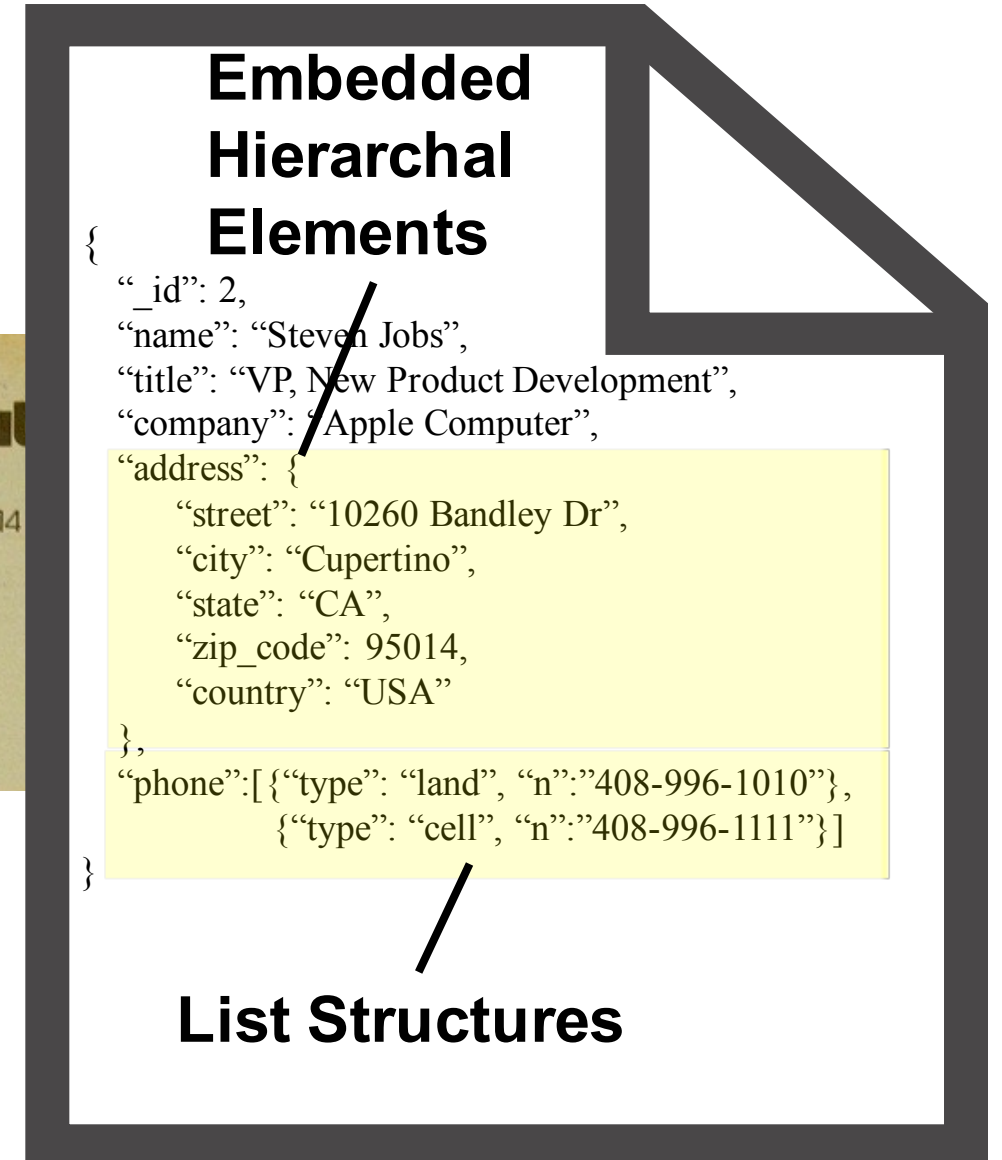 Embedded
Hierarchal
Elements
{
“_id”: 2,
“name”: “Steven Jobs”,
“title”: “VP, New Product Development”,
“company”: “Apple Computer”,
“address”: {
“street”: “10260 Bandley Dr”,
“city”: “Cupertino”,
“state”: “CA”,
“zip_code”: 95014,
“country”: “USA”
},
“phone”:[{“type”: “land”, “n”:”408-996-1010”},
{“type”: “cell”, “n”:”408-996-1111”}]
}
List Structures